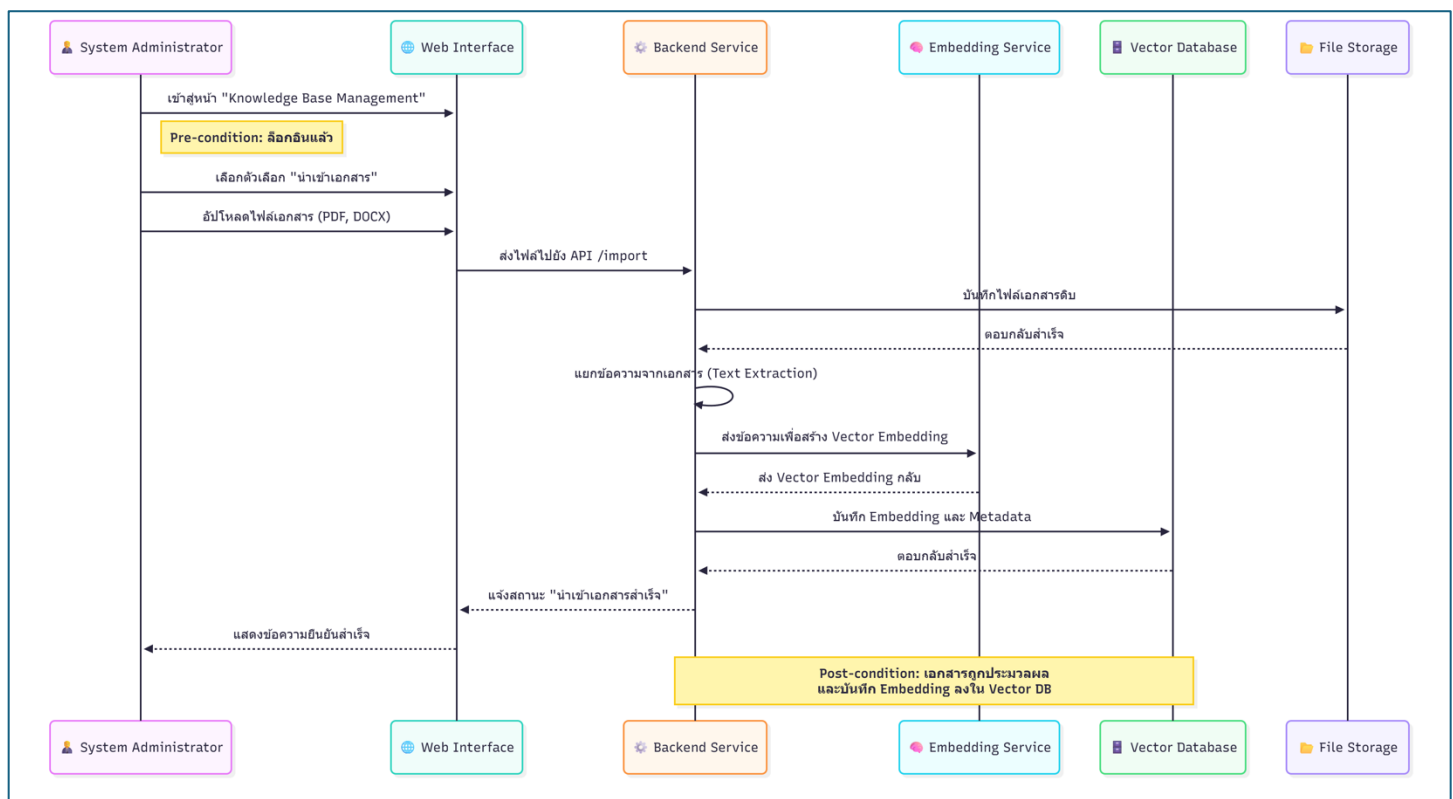 System Administrator
Web Interface
Backend Service
Embedding Service
Vector Database
File Storage
เข้าสู่หน้า "Knowledge Base Management"
Pre-condition: ล็อกอินแล้ว
เลือกตัวเลือก "นำเข้าเอกสาร"
อัปโหลดไฟล์เอกสาร (PDF, DOCX)
ส่งไฟล์ไปยัง API /import
บันทึกไฟล์เอกสารดิบ
ตอบกลับสำเร็จ
แยกข้อความจากเอกสาร (Text Extraction)
ส่งข้อความเพื่อสร้าง Vector Embedding
ส่ง Vector Embedding กลับ
บันทึก Embedding และ Metadata
ตอบกลับสำเร็จ
แจ้งสถานะ "นำเข้าเอกสารสำเร็จ"
แสดงข้อความยืนยันสำเร็จ
Post-condition: เอกสารถูกประมวลผล
และบันทึก Embedding ลงใน Vector DB
System Administrator
Web Interface
Backend Service
Embedding Service
Vector Database
File Storage